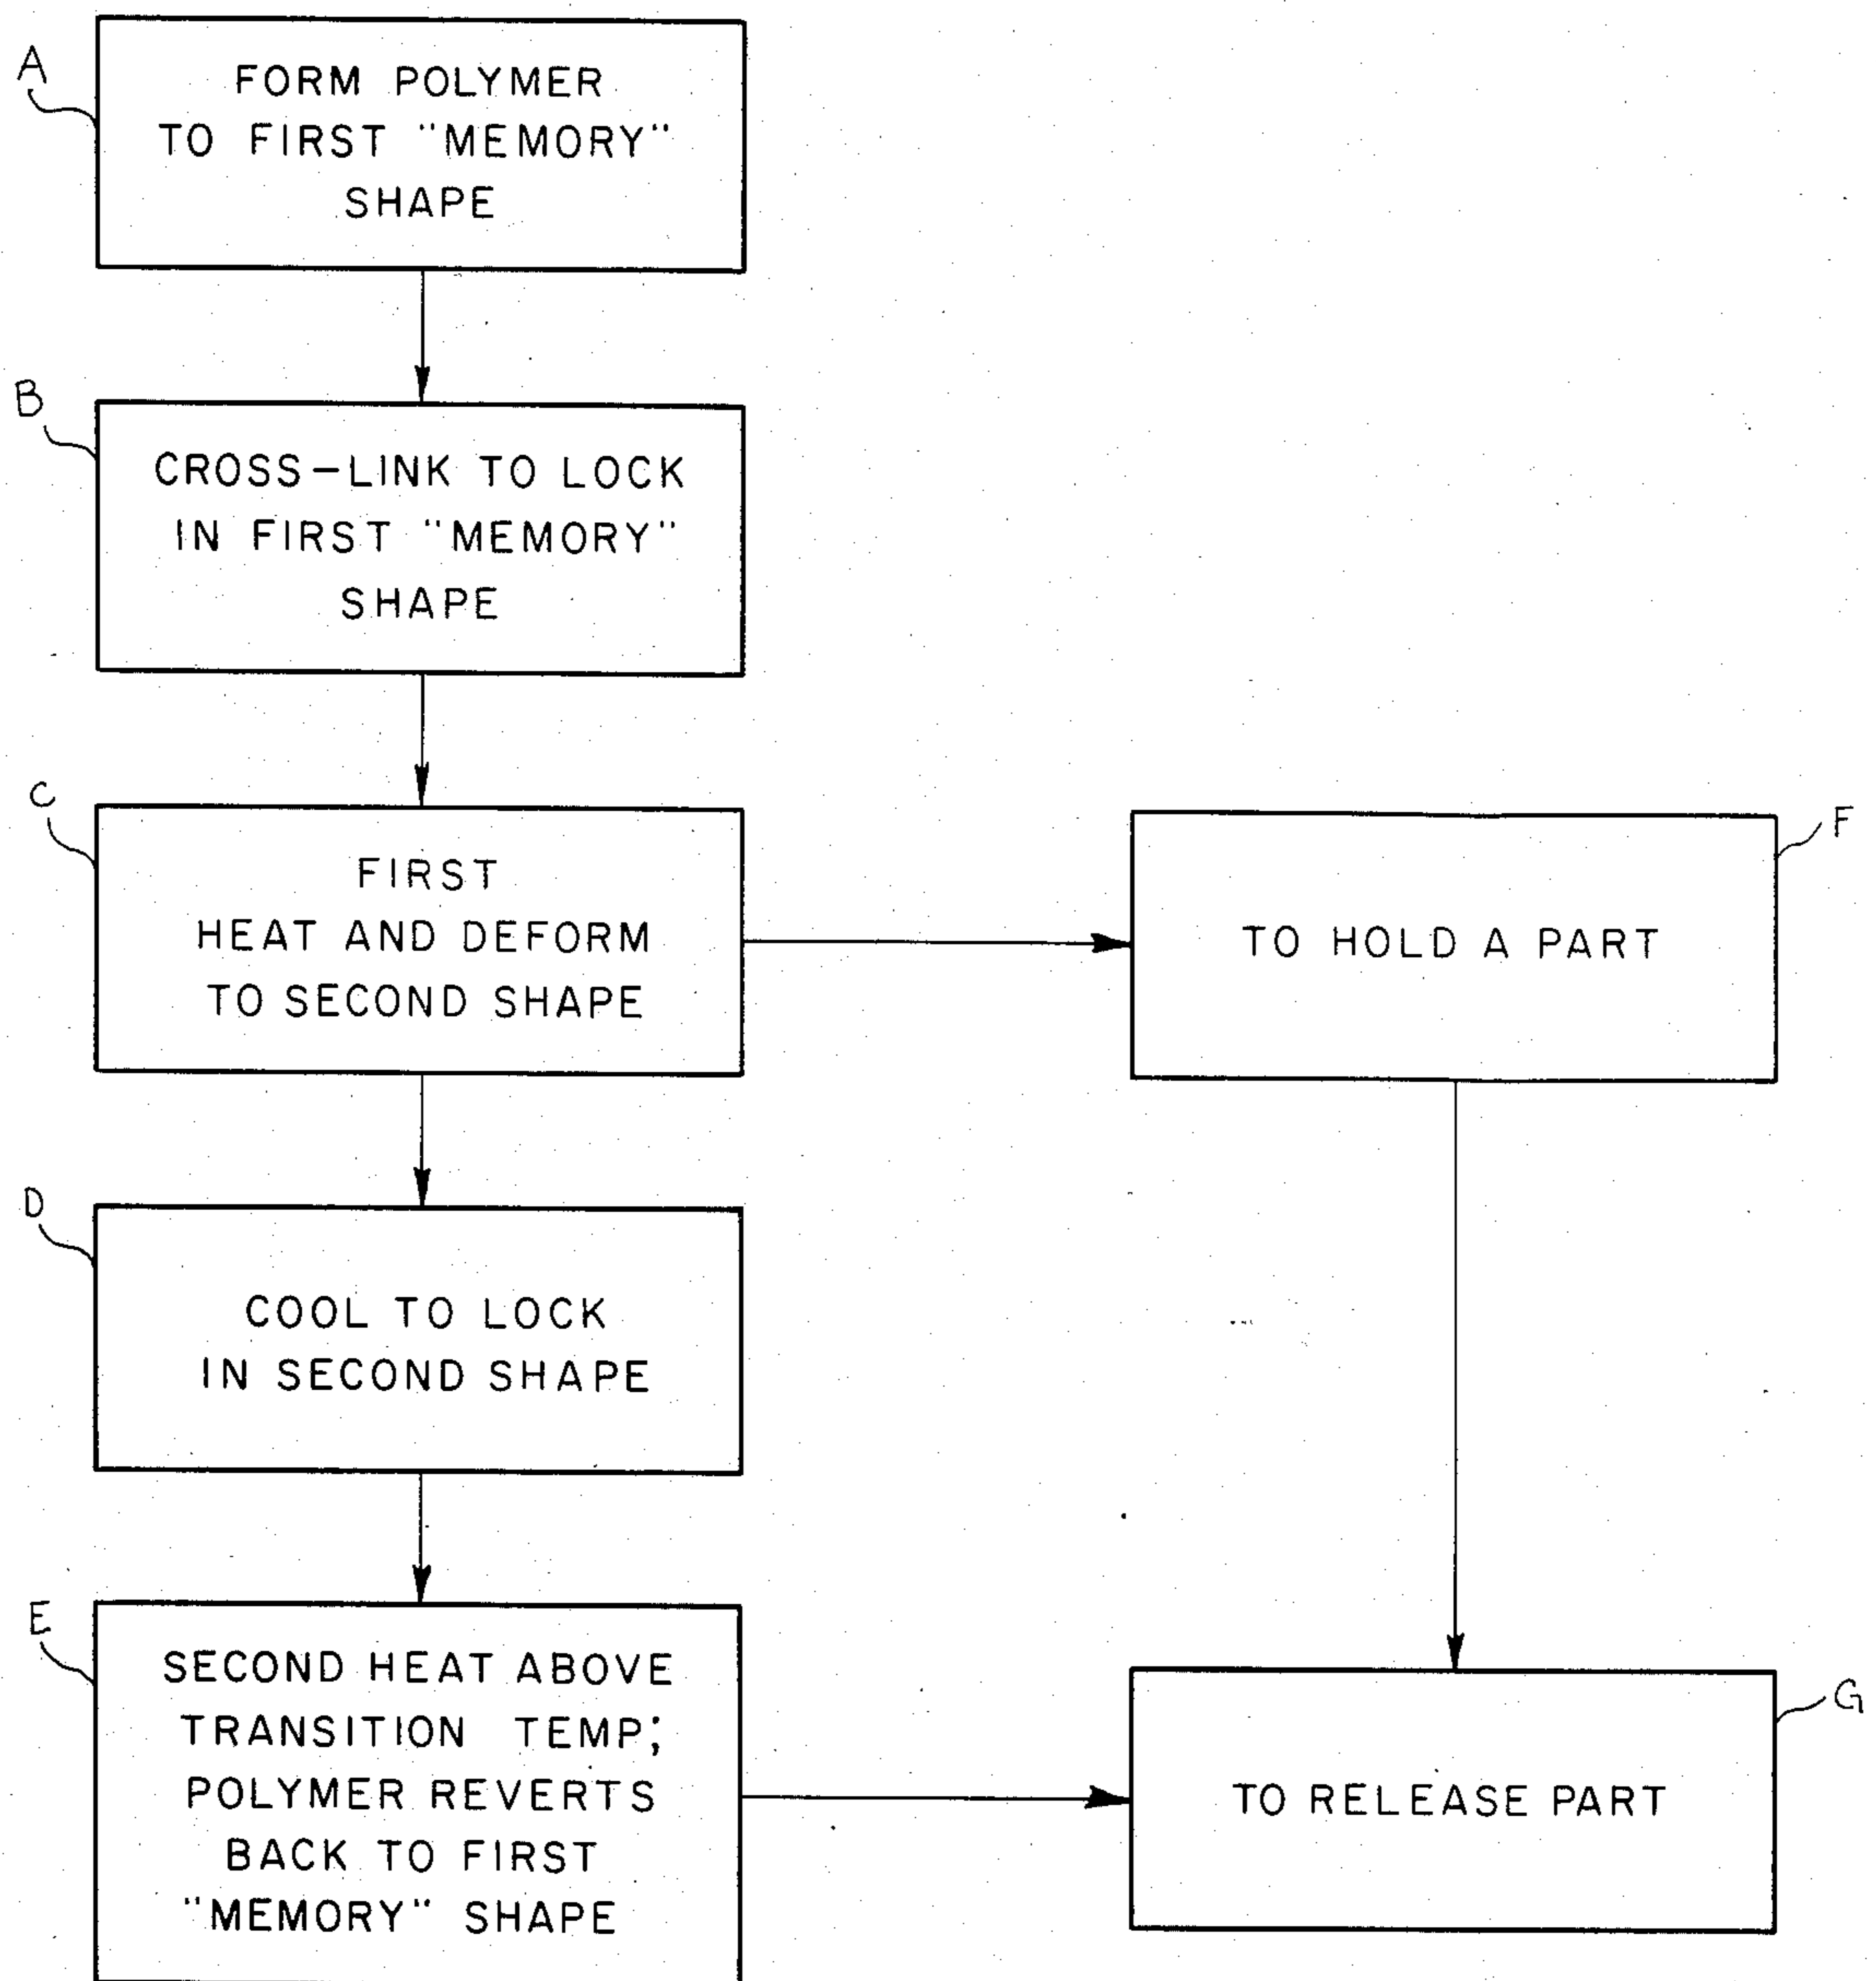 A
FORM POLYMER
TO FIRST "MEMORY"
SHAPE
B
CROSS-LINK TO LOCK
IN FIRST "MEMORY"
SHAPE
C
FIRST
HEAT AND DEFORM
TO SECOND SHAPE
F
TO HOLD A PART
D
COOL TO LOCK
IN SECOND SHAPE
E
SECOND HEAT ABOVE
TRANSITION TEMP;
POLYMER REVERTS
BACK TO FIRST
"MEMORY" SHAPE
G
TO RELEASE PART